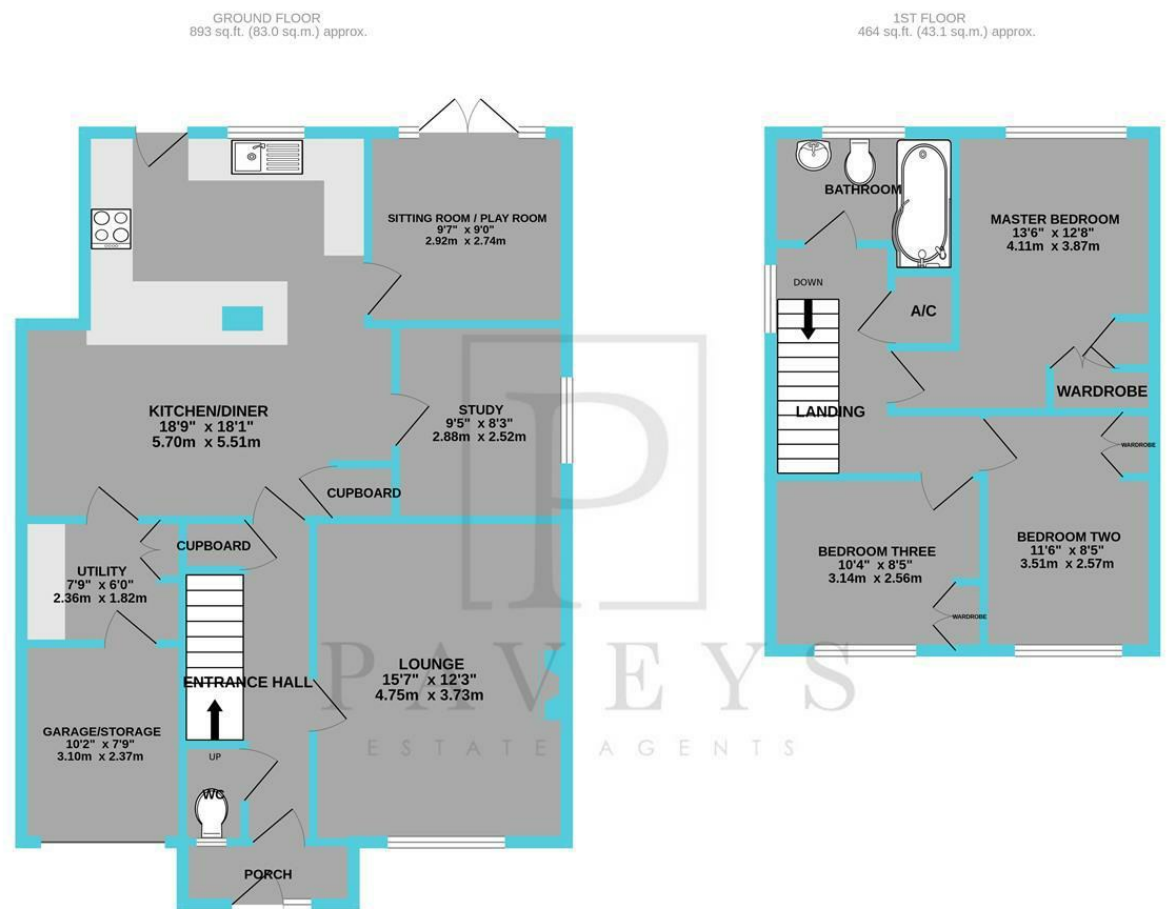 GROUND FLOOR
893 sq.ft. (83.0 sq.m.) approx.
SITTING ROOM / PLAY ROOM
9'7" x 9'0"
2.92m x 2.74m
KITCHEN/DINER
18'9" x 18'1"
5.70m x 5.51m
STUDY
9'5" x 8'3"
2.88m x 2.52m
CUPBOARD
CUPBOARD
UTILITY
7'9" x 6'0"
2.36m x 1.82m
ENTRANCE HALL
LOUNGE
15'7" x 12'3"
4.75m x 3.73m
GARAGE/STORAGE
10'2" x 7'9"
3.10m x 2.37m
UP
WC
PORCH
1ST FLOOR
464 sq.ft. (43.1 sq.m.) approx.
BATHROOM
MASTER BEDROOM
13'6" x 12'8"
4.11m x 3.87m
DOWN
A/C
WARDROBE
LANDING
WARDROBE
BEDROOM TWO
11'6" x 8'5"
3.51m x 2.57m
BEDROOM THREE
10'4" x 8'5"
3.14m x 2.56m
WARDROBE
P
PAVEYS
ESTATE AGENTS